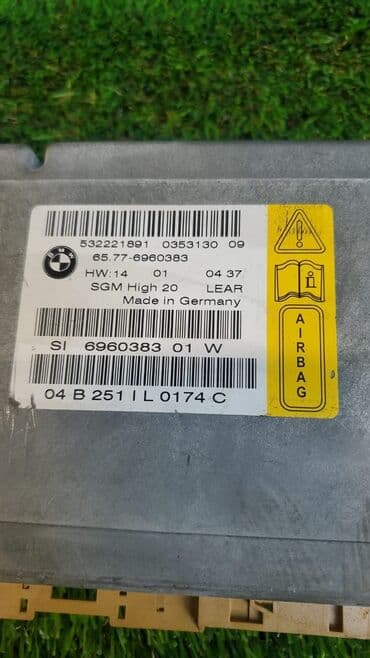 532221891 0353130 09
BMW
65.77-6960383
HW:14 01 04 37
SGM High 20 LEAR
Made in Germany
SI 6960383 01 W
04 B 251 I L 0174 C
!
i
AIRBAG